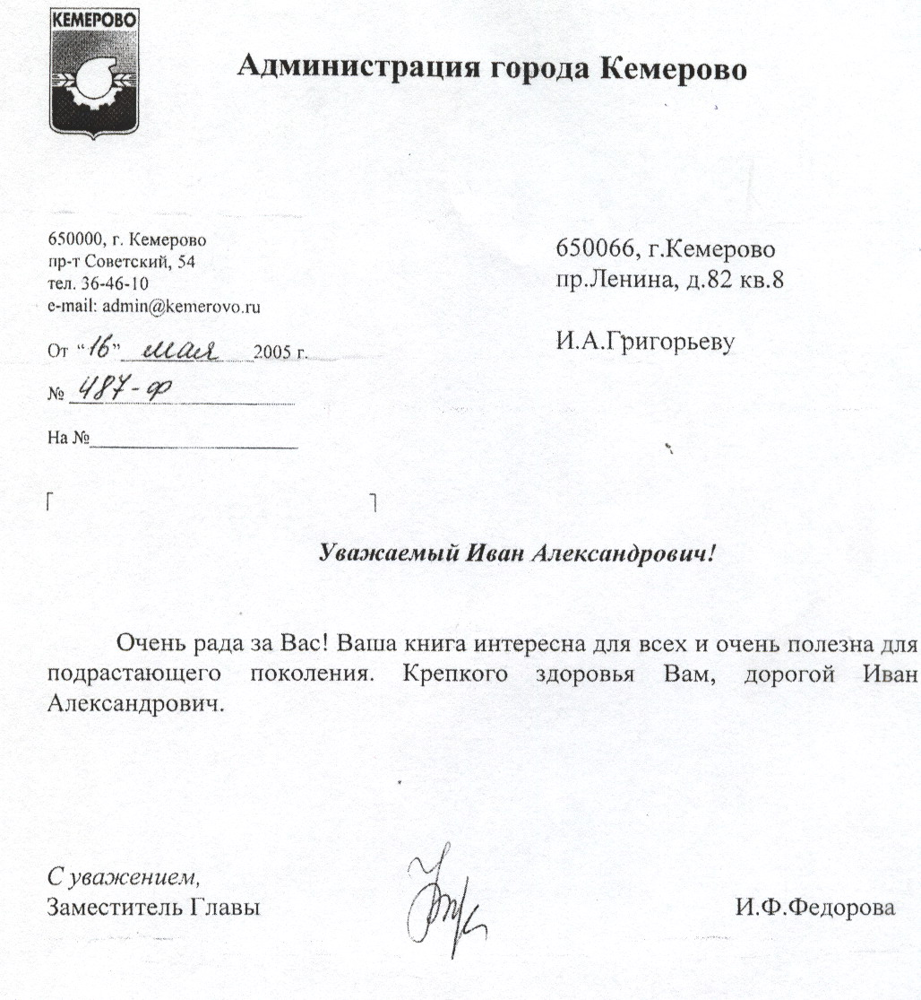 КЕМЕРОВО
Администрация города Кемерово
650000, г. Кемерово
пр-т Советский, 54
тел. 36-46-10
e-mail: admin@kemerovo.ru
От “16” мая 2005 г.
№ 487-ф
На №
650066, г.Кемерово
пр.Ленина, д.82 кв.8
И.А.Григорьеву
Уважаемый Иван Александрович!
Очень рада за Вас! Ваша книга интересна для всех и очень полезна для
подрастающего поколения. Крепкого здоровья Вам, дорогой Иван
Александрович.
С уважением,
Заместитель Главы
И.Ф.Федорова